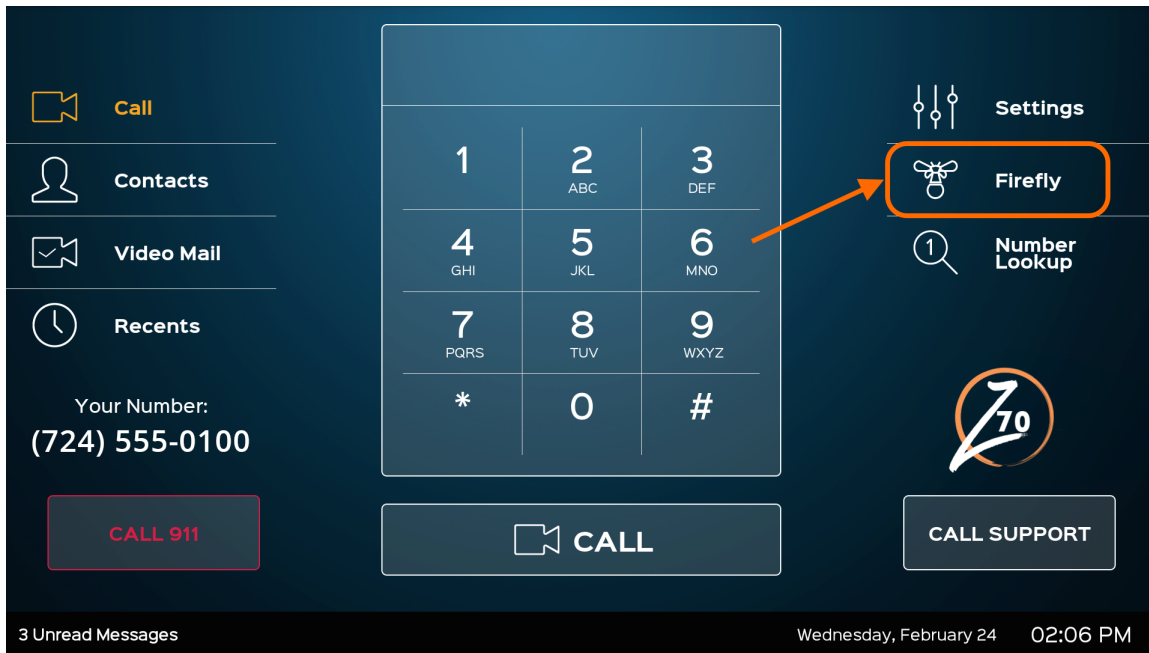 Call
Contacts
Video Mail
Recents
Your Number:
(724) 555-0100
CALL 911
1
2
ABC
3
DEF
4
GHI
5
JKL
6
MNO
7
PQRS
8
TUV
9
WXYZ
*
0
#
CALL
Settings
Firefly
1
Number
Lookup
Z
70
CALL SUPPORT
3 Unread Messages
Wednesday, February 24
02:06 PM